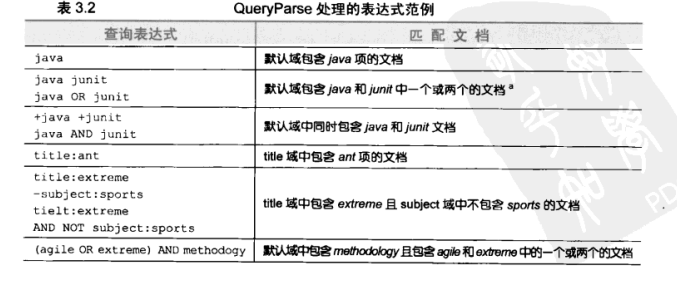 表 3.2 QueryParse 处理的表达式范例
查询表达式 匹 配 文 档
java 默认域包含 java 项的文档
java junit
java OR junit
默认域包含 java 和 junit 中一个或两个的文档 a
+java +junit
java AND junit
默认域中同时包含 java 和 junit 文档
title:ant title 域中包含 ant 项的文档
title:extreme
-subject:sports
tielt:extreme
AND NOT subject:sports
title 域中包含 extreme 且 subject 域中不包含 sports 的文档
(agile OR extreme) AND methodogy 默认域中包含 methodology 且包含 agile 和 extreme 中的一个或两个的文档
PD